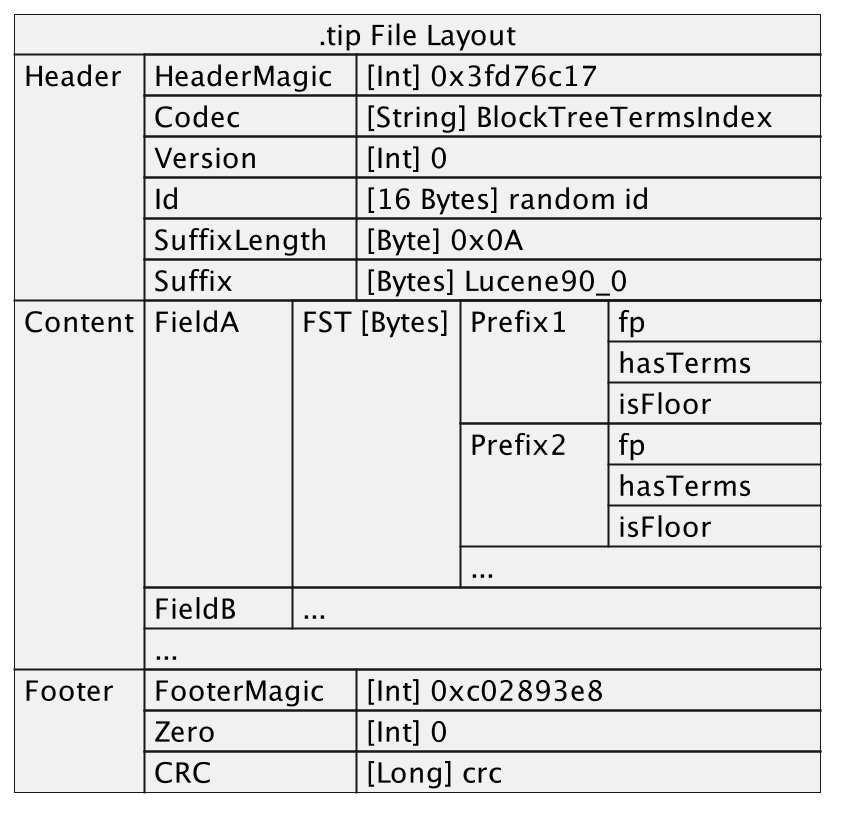 .tip File Layout
Header HeaderMagic [Int] 0x3fd76c17
Codec [String] BlockTreeTermsIndex
Version [Int] 0
Id [16 Bytes] random id
SuffixLength [Byte] 0x0A
Suffix [Bytes] Lucene90_0
Content FieldA FST [Bytes] Prefix1 fp
hasTerms
isFloor
Prefix2 fp
hasTerms
isFloor
...
FieldB ...
...
Footer FooterMagic [Int] 0xc02893e8
Zero [Int] 0
CRC [Long] crc